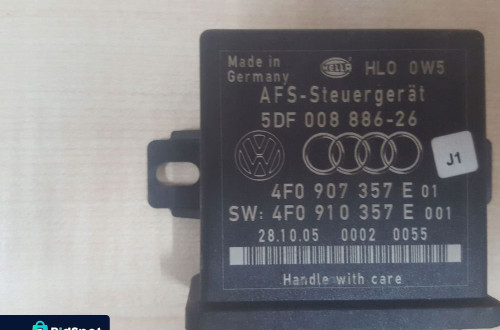 Made in
Germany
HELLA HLO 0W5
AFS-Steuergerät
5DF 008 886-26
J1
4F0 907 357 E 01
SW: 4F0 910 357 E 001
28.10.05 0002 0055
Handle with care
BidSpot